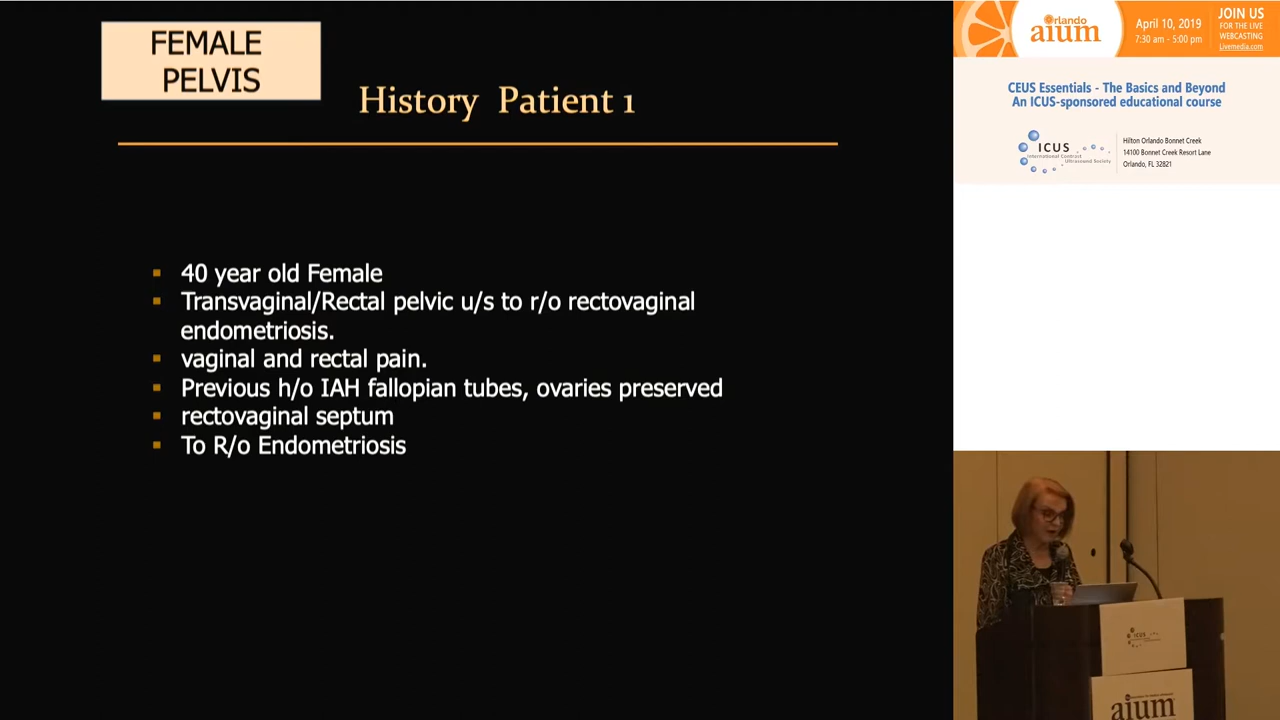 FEMALE
PELVIS
History Patient 1
40 year old Female
Transvaginal/Rectal pelvic u/s to r/o rectovaginal
endometriosis.
vaginal and rectal pain.
Previous h/o IAH fallopian tubes, ovaries preserved
rectovaginal septum
To R/o Endometriosis
Orlando
aium
April 10, 2019
7:30 am - 5:00 pm
JOIN US
FOR THE LIVE
WEBCASTING
Livemedia.com
CEUS Essentials - The Basics and Beyond
An ICUS-sponsored educational course
ICUS
International Contrast
Ultrasound Society
Hilton Orlando Bonnet Creek
14100 Bonnet Creek Resort Lane
Orlando, FL 32821
ICUS
aium